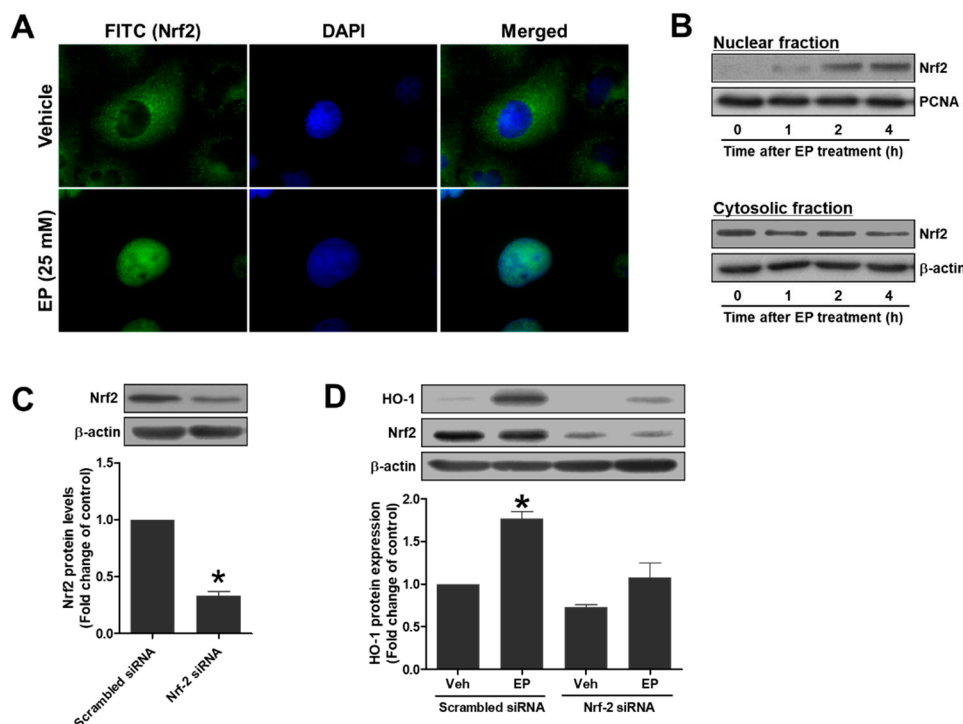 A
FITC (Nrf2) DAPI Merged
Vehicle
EP (25 mM)
B
Nuclear fraction
Nrf2
PCNA
0 1 2 4
Time after EP treatment (h)
Cytosolic fraction
Nrf2
β-actin
0 1 2 4
Time after EP treatment (h)
C
Nrf2
β-actin
Nrf2 protein levels
(Fold change of control)
1.5
1.0
0.5
0.0
*
Scrambled siRNA
Nrf-2 siRNA
D
HO-1
Nrf2
β-actin
HO-1 protein expression
(Fold change of control)
2.0
1.5
1.0
0.5
0.0
*
Veh EP Veh EP
Scrambled siRNA Nrf-2 siRNA